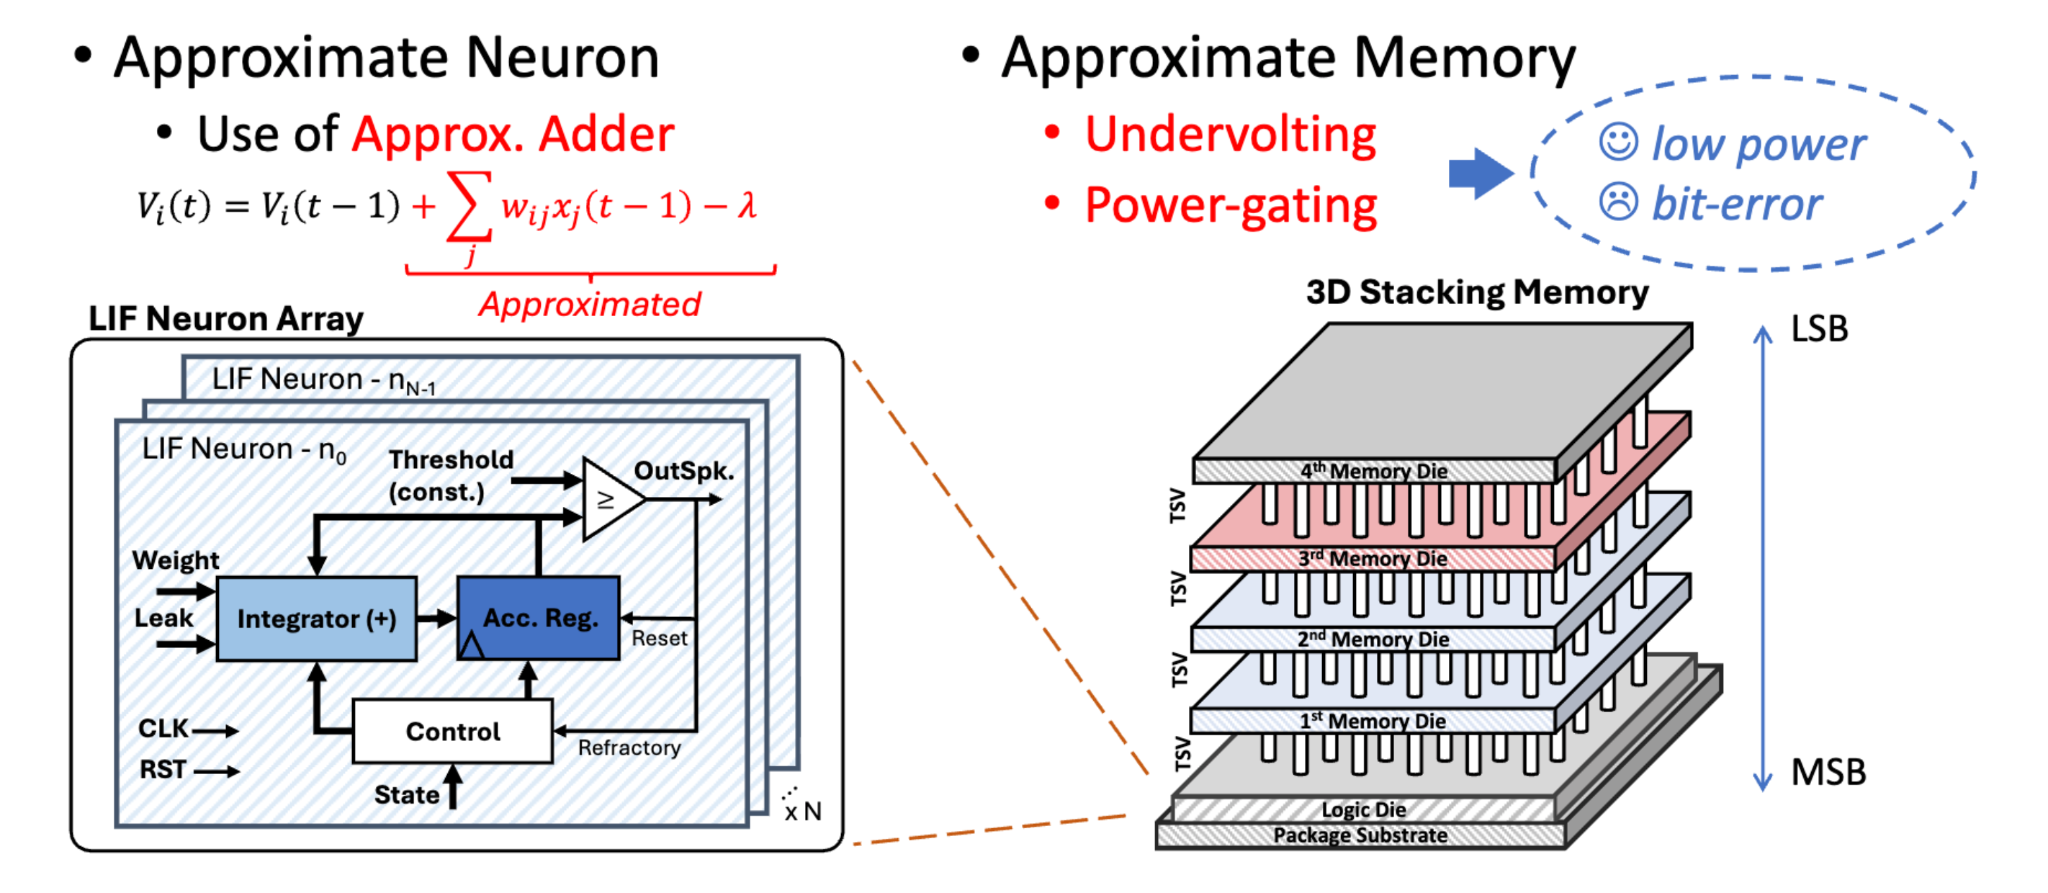 • Approximate Neuron
• Use of Approx. Adder
V_i(t) = V_i(t − 1) + ∑_j w_{ij}x_j(t − 1) − λ
Approximated
LIF Neuron Array
LIF Neuron - n_{N-1}
LIF Neuron - n_0
Threshold
(const.)
≥
OutSpk.
Weight
Leak
Integrator (+)
Acc. Reg.
Reset
CLK
RST
Control
Refractory
State
⋰
x N
• Approximate Memory
• Undervolting
• Power-gating
☺ low power
☹ bit-error
3D Stacking Memory
LSB
4th Memory Die
TSV
3rd Memory Die
TSV
2nd Memory Die
TSV
1st Memory Die
TSV
MSB
Logic Die
Package Substrate